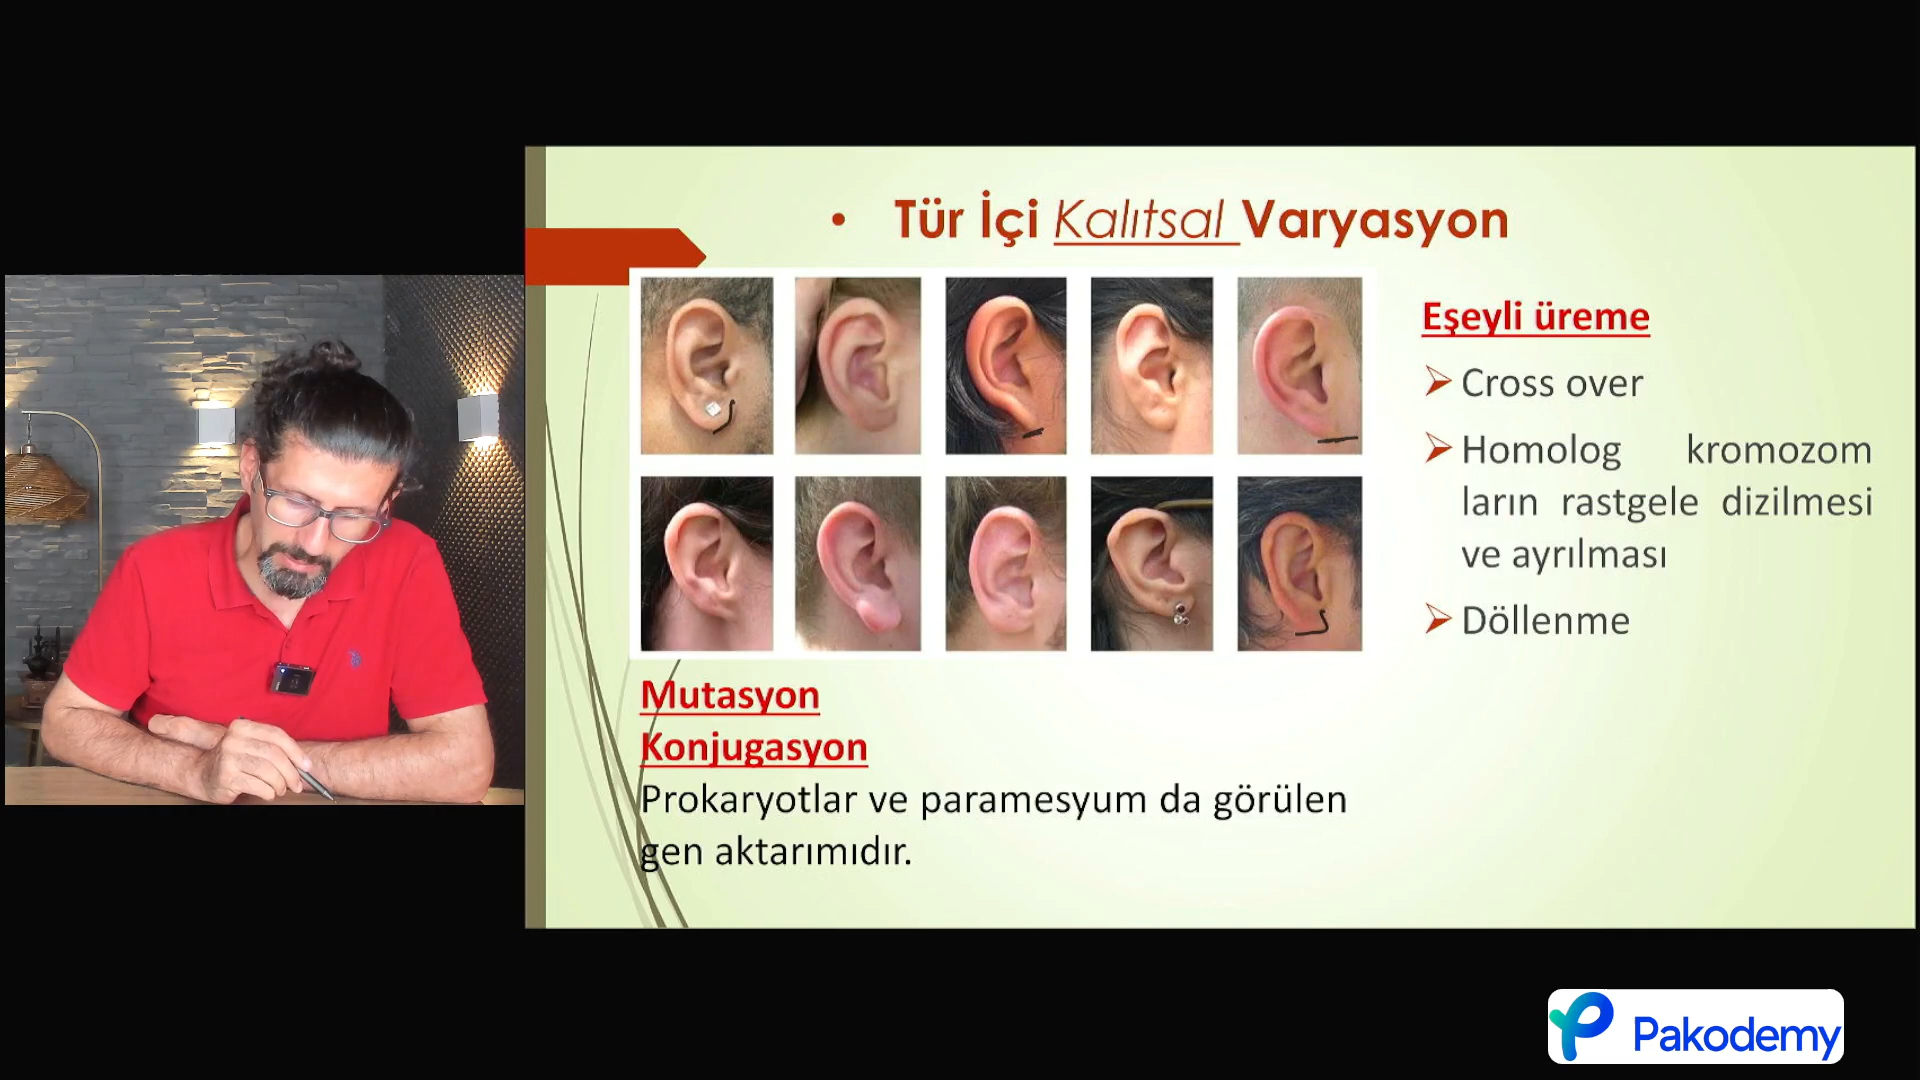 • Tür İçi Kalıtsal Varyasyon
Eşeyli üreme
Cross over
Homolog kromozom
ların rastgele dizilmesi
ve ayrılması
Döllenme
Mutasyon
Konjugasyon
Prokaryotlar ve paramesyum da görülen
gen aktarımıdır.
Pakodemy